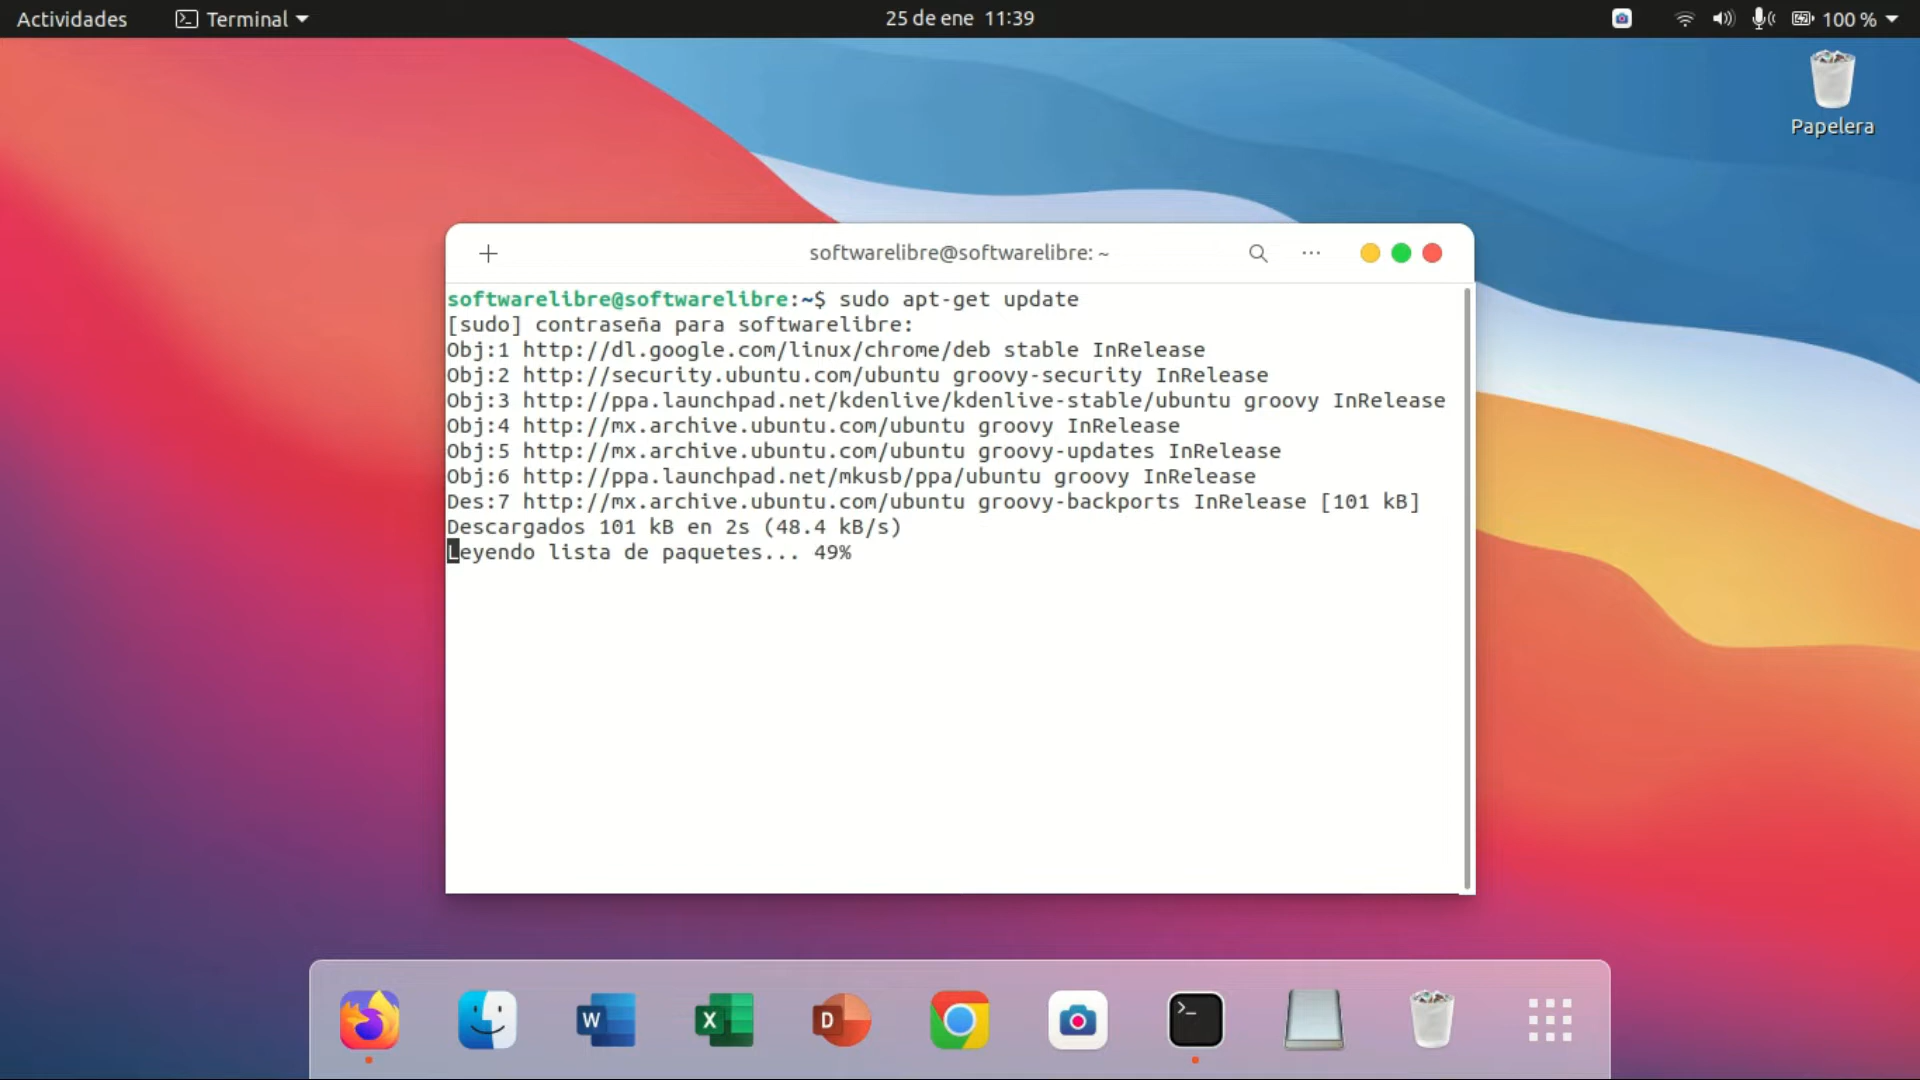 Actividades
Terminal
25 de ene 11:39
100 %
Papelera
softwarelibre@softwarelibre: ~
softwarelibre@softwarelibre:~$ sudo apt-get update
[sudo] contraseña para softwarelibre:
Obj:1 http://dl.google.com/linux/chrome/deb stable InRelease
Obj:2 http://security.ubuntu.com/ubuntu groovy-security InRelease
Obj:3 http://ppa.launchpad.net/kdenlive/kdenlive-stable/ubuntu groovy InRelease
Obj:4 http://mx.archive.ubuntu.com/ubuntu groovy InRelease
Obj:5 http://mx.archive.ubuntu.com/ubuntu groovy-updates InRelease
Obj:6 http://ppa.launchpad.net/mkusb/ppa/ubuntu groovy InRelease
Des:7 http://mx.archive.ubuntu.com/ubuntu groovy-backports InRelease [101 kB]
Descargados 101 kB en 2s (48.4 kB/s)
Leyendo lista de paquetes... 49%
W
X
D